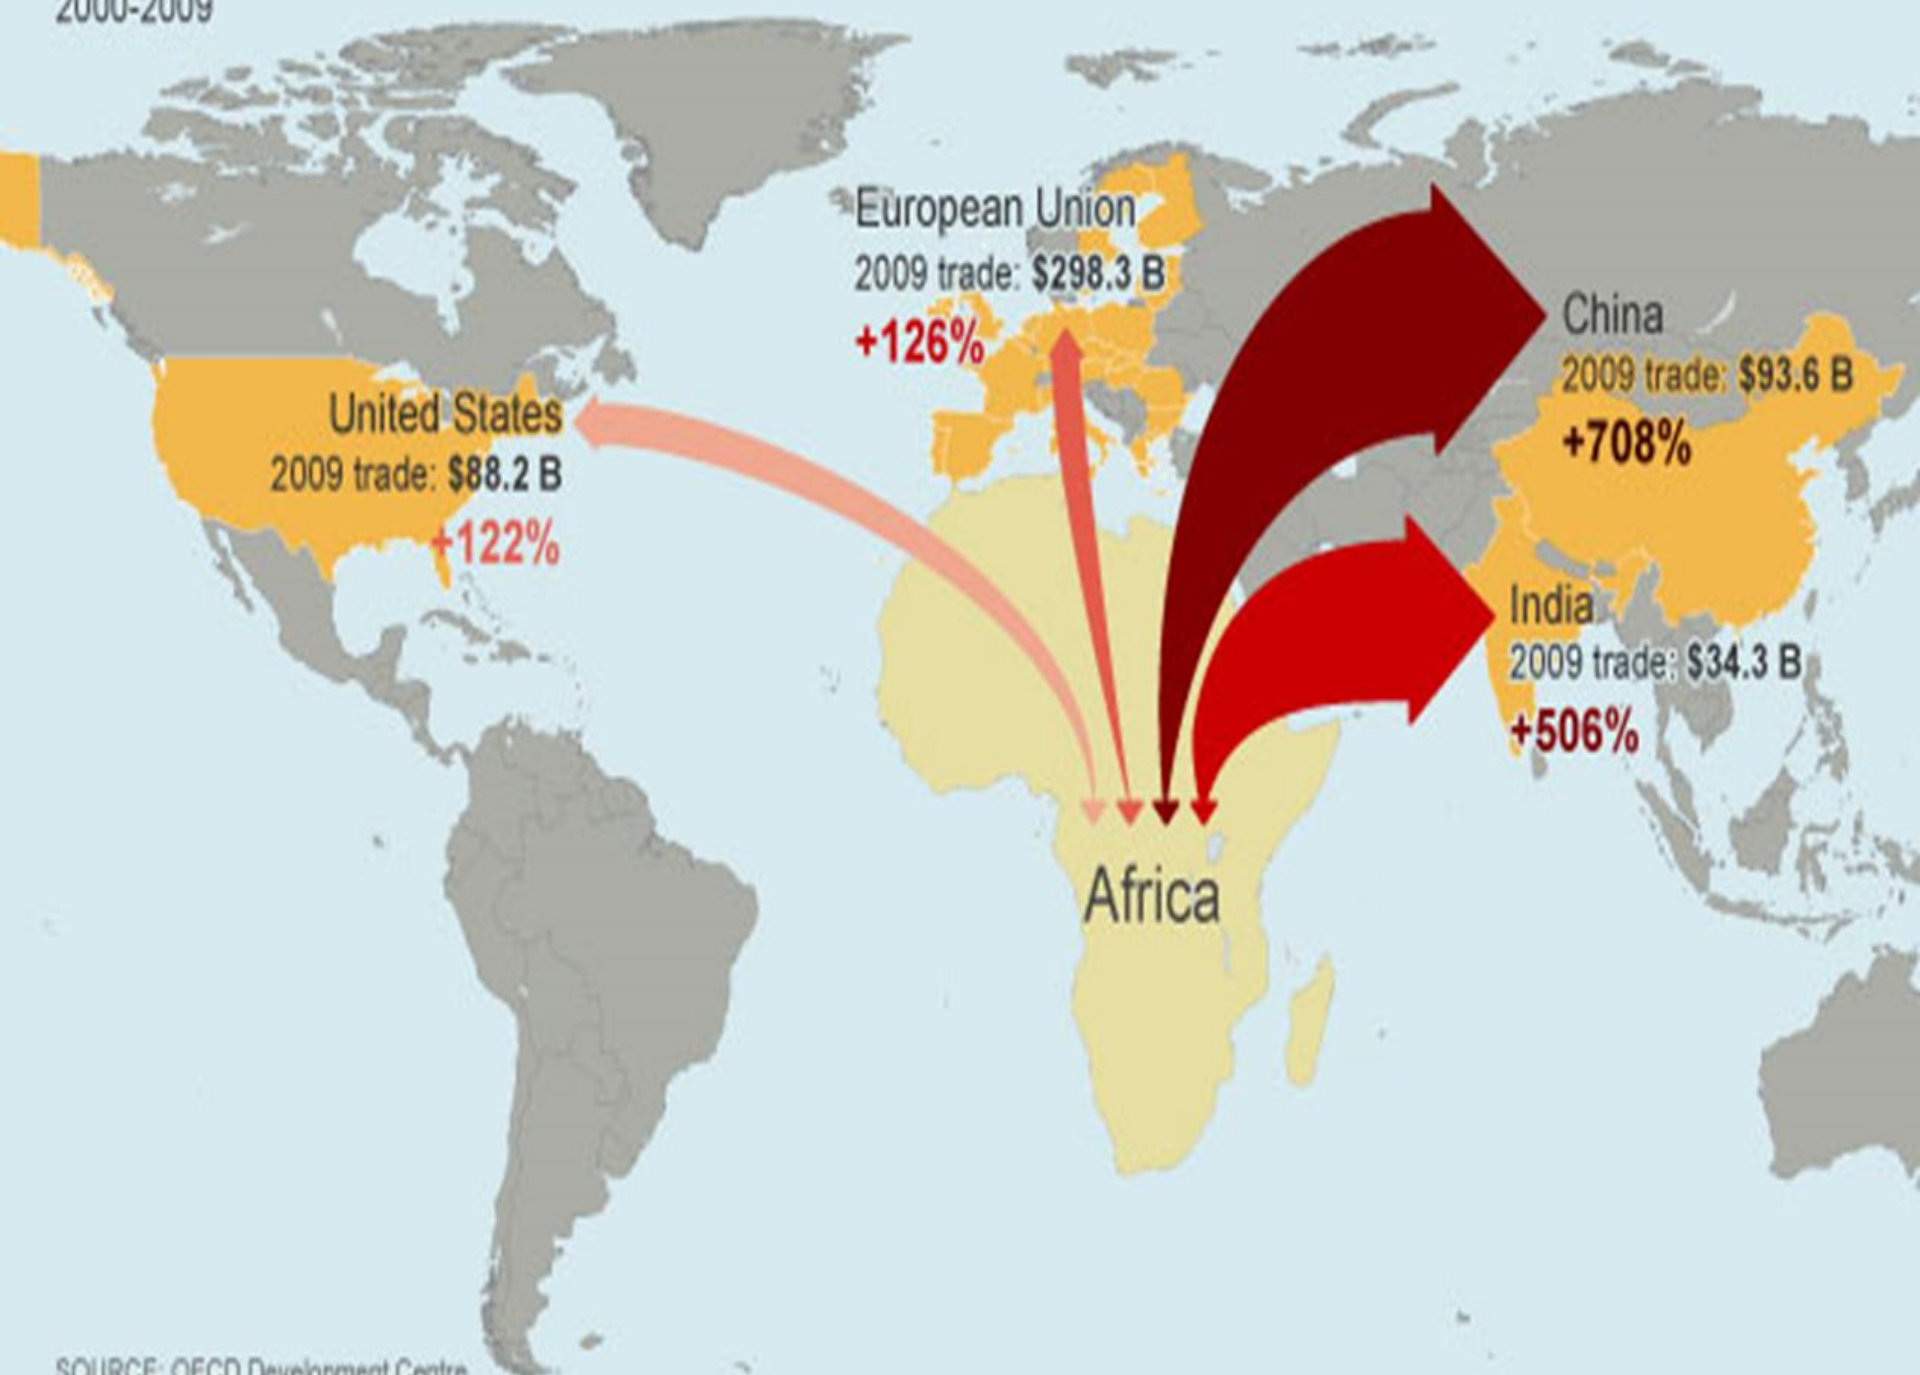 2000-2009
European Union
2009 trade: $298.3 B
+126%
China
2009 trade: $93.6 B
+708%
United States
2009 trade: $88.2 B
+122%
India
2009 trade: $34.3 B
+506%
Africa
SOURCE: OECD Development Centre